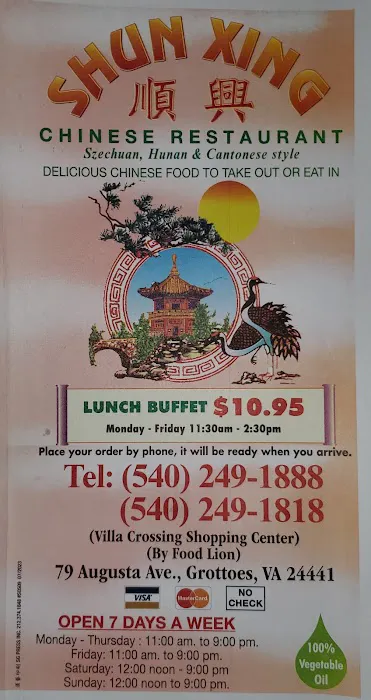 SHUN XING
順興
CHINESE RESTAURANT
Szechuan, Hunan & Cantonese style
DELICIOUS CHINESE FOOD TO TAKE OUT OR EAT IN
LUNCH BUFFET $10.95
Monday - Friday 11:30am - 2:30pm
Place your order by phone, it will be ready when you arrive.
Tel: (540) 249-1888
(540) 249-1818
(Villa Crossing Shopping Center)
(By Food Lion)
79 Augusta Ave., Grottoes, VA 24441
VISA MasterCard NO CHECK
OPEN 7 DAYS A WEEK
Monday - Thursday : 11:00 am. to 9:00 pm.
Friday: 11:00 am. to 9:00 pm.
Saturday: 12:00 noon - 9:00 pm
Sunday: 12:00 noon to 9:00 pm.
100%
Vegetable
Oil